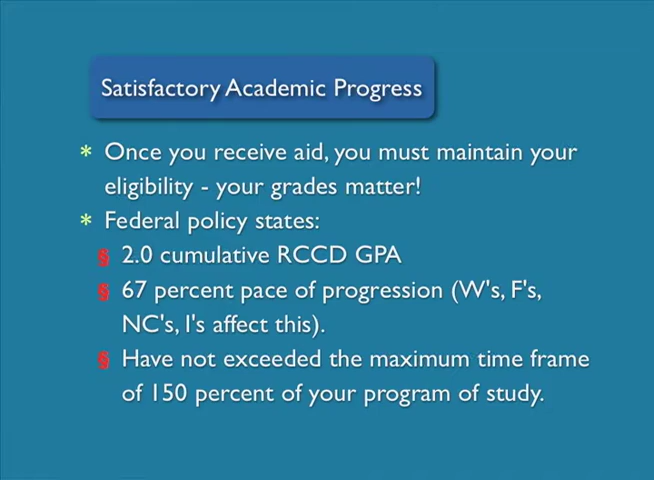 Satisfactory Academic Progress
* Once you receive aid, you must maintain your
eligibility - your grades matter!
* Federal policy states:
§ 2.0 cumulative RCCD GPA
§ 67 percent pace of progression (W's, F's,
NC's, I's affect this).
§ Have not exceeded the maximum time frame
of 150 percent of your program of study.